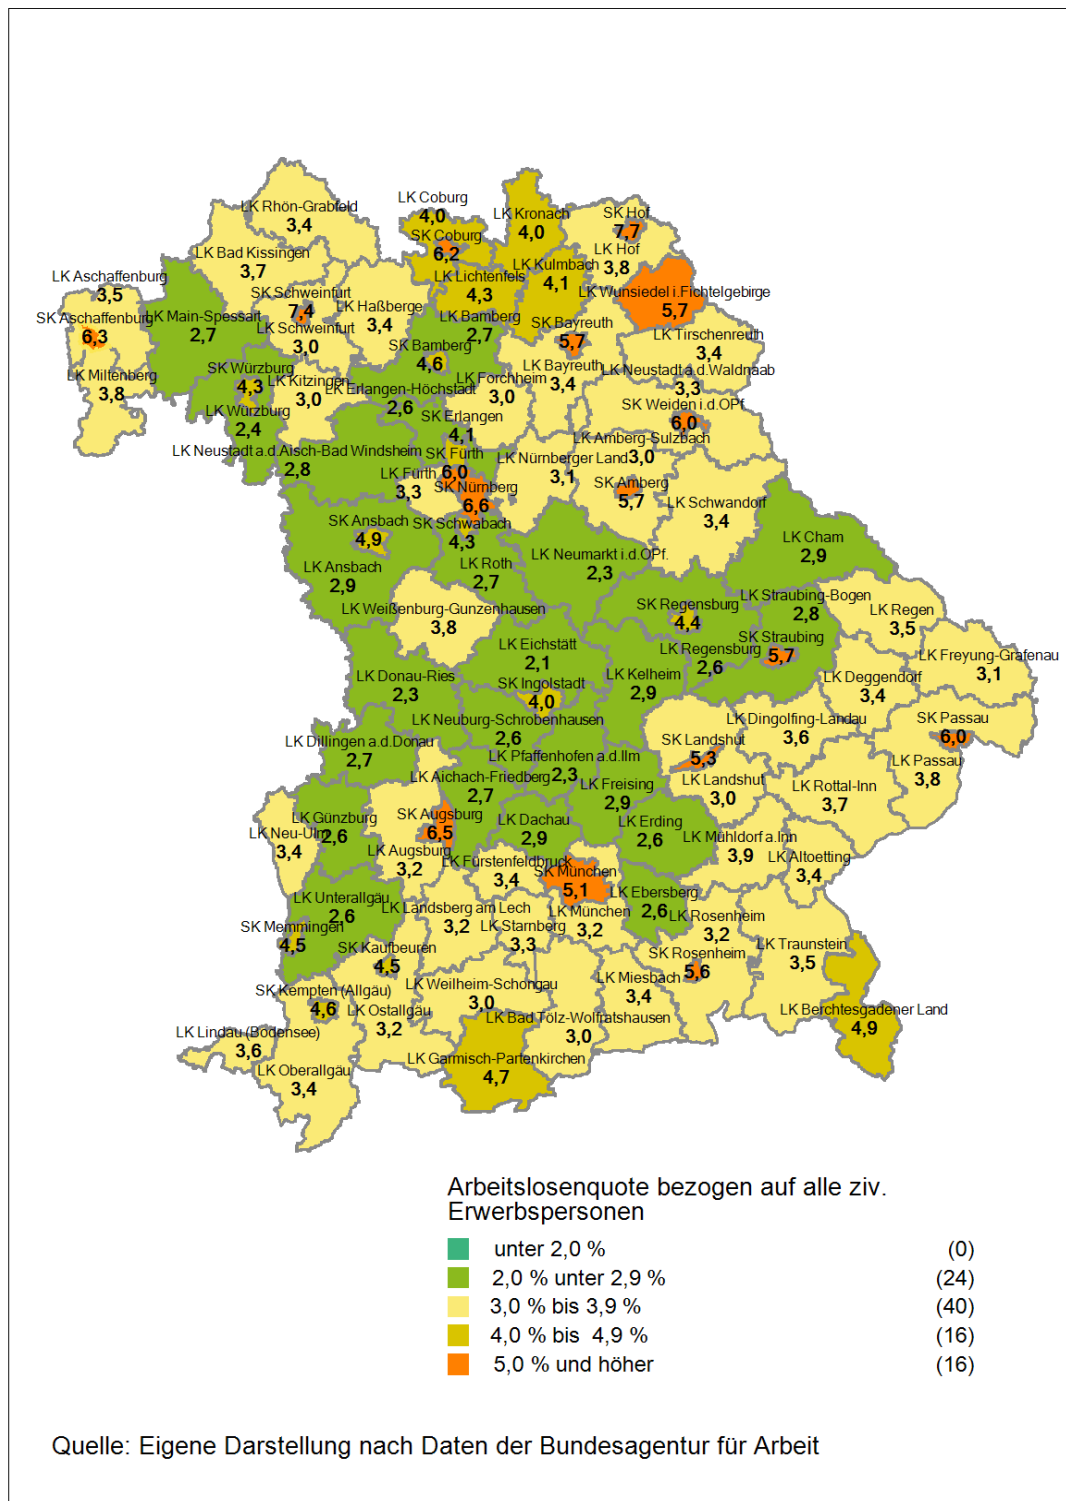 LK Rhön-Grabfeld
3,4
LK Coburg
4,0
SK Coburg
6,2
LK Kronach
4,0
SK Hof
7,7
LK Hof
3,8
LK Bad Kissingen
3,7
LK Kulmbach
4,1
LK Aschaffenburg
3,5
SK Schweinfurt
7,4
LK Haßberge
3,4
LK Lichtenfels
4,3
LK Wunsiedel i.Fichtelgebirge
5,7
SK Aschaffenburg
6,3
LK Main-Spessart
2,7
LK Schweinfurt
3,0
LK Bamberg
2,7
SK Bayreuth
5,7
LK Tirschenreuth
3,4
SK Bamberg
4,6
LK Miltenberg
3,8
SK Würzburg
4,3
LK Kitzingen
3,0
LK Erlangen-Höchstadt
2,6
LK Forchheim
3,0
LK Bayreuth
3,4
LK Neustadt a.d.Waldnaab
3,3
LK Würzburg
2,4
SK Erlangen
4,1
SK Weiden i.d.OPf.
6,0
LK Neustadt a.d.Aisch-Bad Windsheim
2,8
SK Fürth
6,0
LK Amberg-Sulzbach
3,0
LK Fürth
3,3
SK Nürnberg
6,6
LK Nürnberger Land
3,1
SK Amberg
5,7
LK Schwandorf
3,4
SK Ansbach
4,9
SK Schwabach
4,3
LK Cham
2,9
LK Ansbach
2,9
LK Roth
2,7
LK Neumarkt i.d.OPf.
2,3
LK Weißenburg-Gunzenhausen
3,8
SK Regensburg
4,4
LK Straubing-Bogen
2,8
LK Regen
3,5
LK Eichstätt
2,1
LK Regensburg
2,6
SK Straubing
5,7
LK Freyung-Grafenau
3,1
LK Donau-Ries
2,3
SK Ingolstadt
4,0
LK Kelheim
2,9
LK Deggendorf
3,4
LK Neuburg-Schrobenhausen
2,6
LK Dingolfing-Landau
3,6
SK Passau
6,0
LK Dillingen a.d.Donau
2,7
LK Pfaffenhofen a.d.Ilm
2,3
SK Landshut
5,3
LK Passau
3,8
LK Aichach-Friedberg
2,7
LK Freising
2,9
LK Landshut
3,0
LK Rottal-Inn
3,7
LK Günzburg
2,6
SK Augsburg
6,5
LK Dachau
2,9
LK Erding
2,6
LK Neu-Ulm
3,4
LK Augsburg
3,2
LK Fürstenfeldbruck
3,4
SK München
5,1
LK Mühldorf a.Inn
3,9
LK Altoetting
3,4
LK Unterallgäu
2,6
LK Landsberg am Lech
3,2
LK München
3,2
LK Ebersberg
2,6
LK Rosenheim
3,2
SK Memmingen
4,5
LK Starnberg
3,3
SK Kaufbeuren
4,5
SK Rosenheim
5,6
LK Traunstein
3,5
SK Kempten (Allgäu)
4,6
LK Weilheim-Schongau
3,0
LK Miesbach
3,4
LK Ostallgäu
3,2
LK Bad Tölz-Wolfratshausen
3,0
LK Berchtesgadener Land
4,9
LK Lindau (Bodensee)
3,6
LK Garmisch-Partenkirchen
4,7
LK Oberallgäu
3,4
Arbeitslosenquote bezogen auf alle ziv.
Erwerbspersonen
unter 2,0 % (0)
2,0 % unter 2,9 % (24)
3,0 % bis 3,9 % (40)
4,0 % bis 4,9 % (16)
5,0 % und höher (16)
Quelle: Eigene Darstellung nach Daten der Bundesagentur für Arbeit